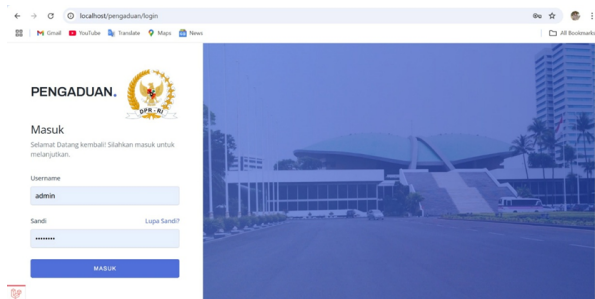 localhost/pengaduan/login
Gmail
YouTube
Translate
Maps
News
All Bookmarks
PENGADUAN.
DPR - RI
Masuk
Selamat Datang kembali! Silahkan masuk untuk
melanjutkan.
Username
admin
Sandi
Lupa Sandi?
MASUK